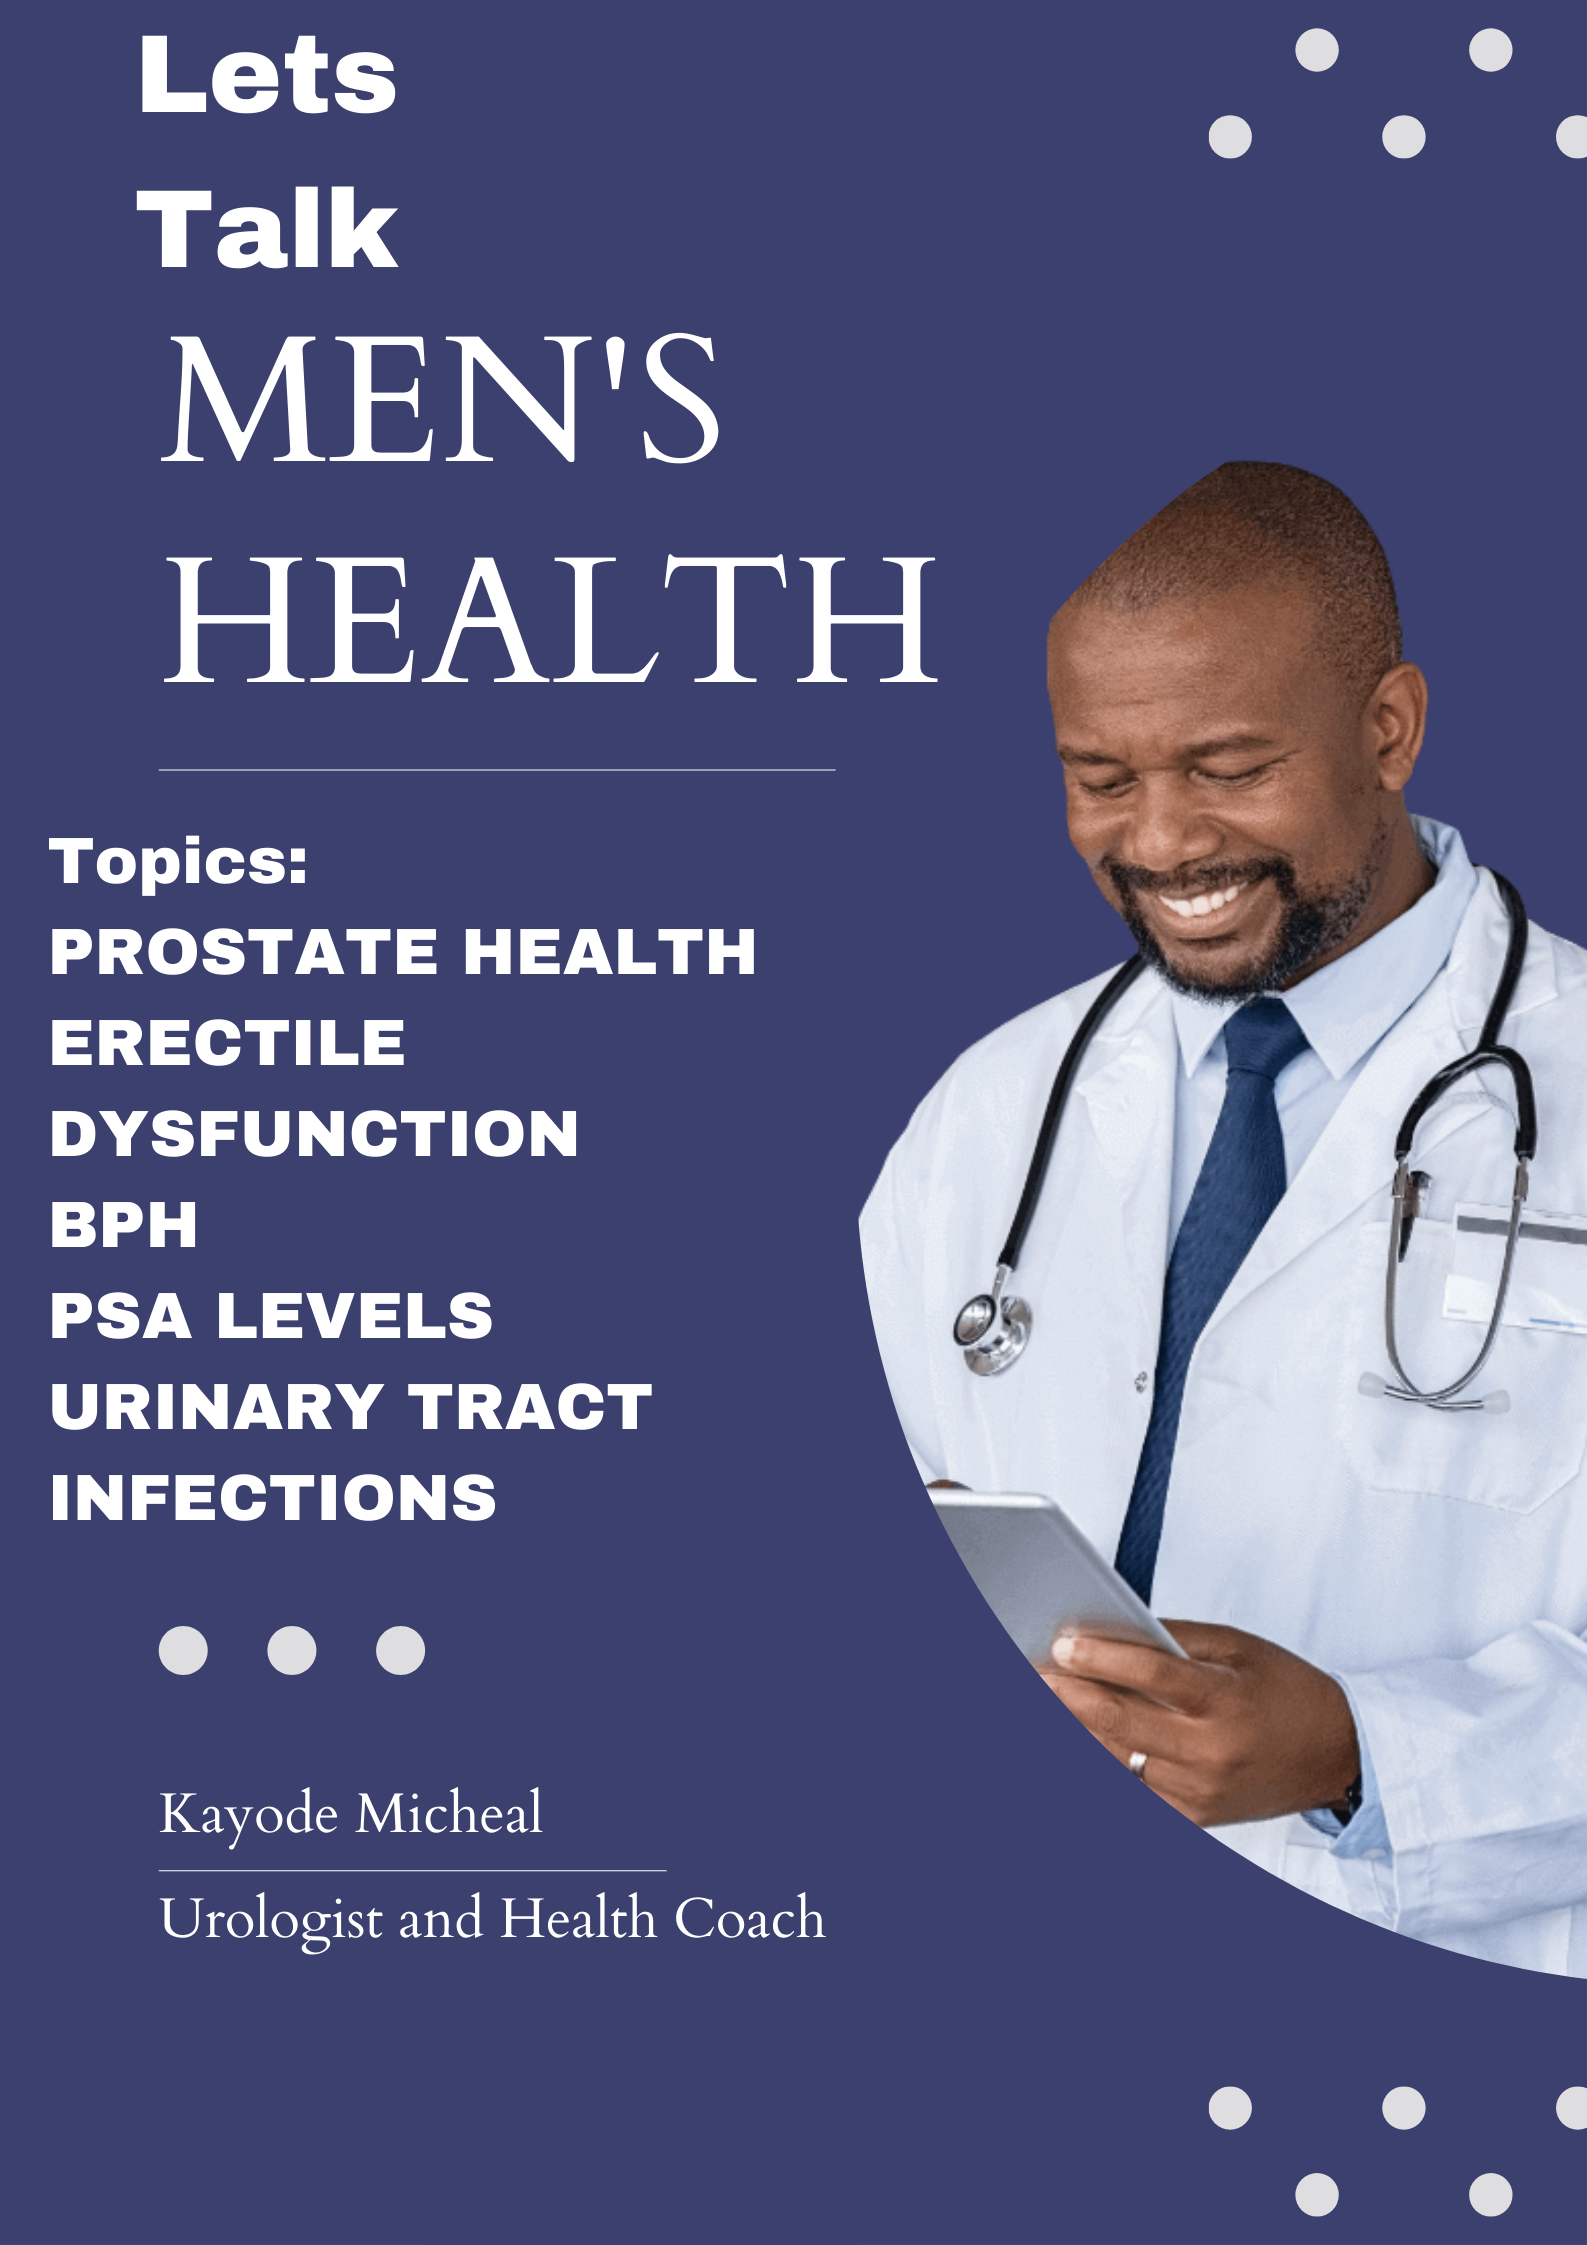 Lets
Talk
MEN'S
HEALTH
Topics:
PROSTATE HEALTH
ERECTILE
DYSFUNCTION
BPH
PSA LEVELS
URINARY TRACT
INFECTIONS
Kayode Micheal
Urologist and Health Coach